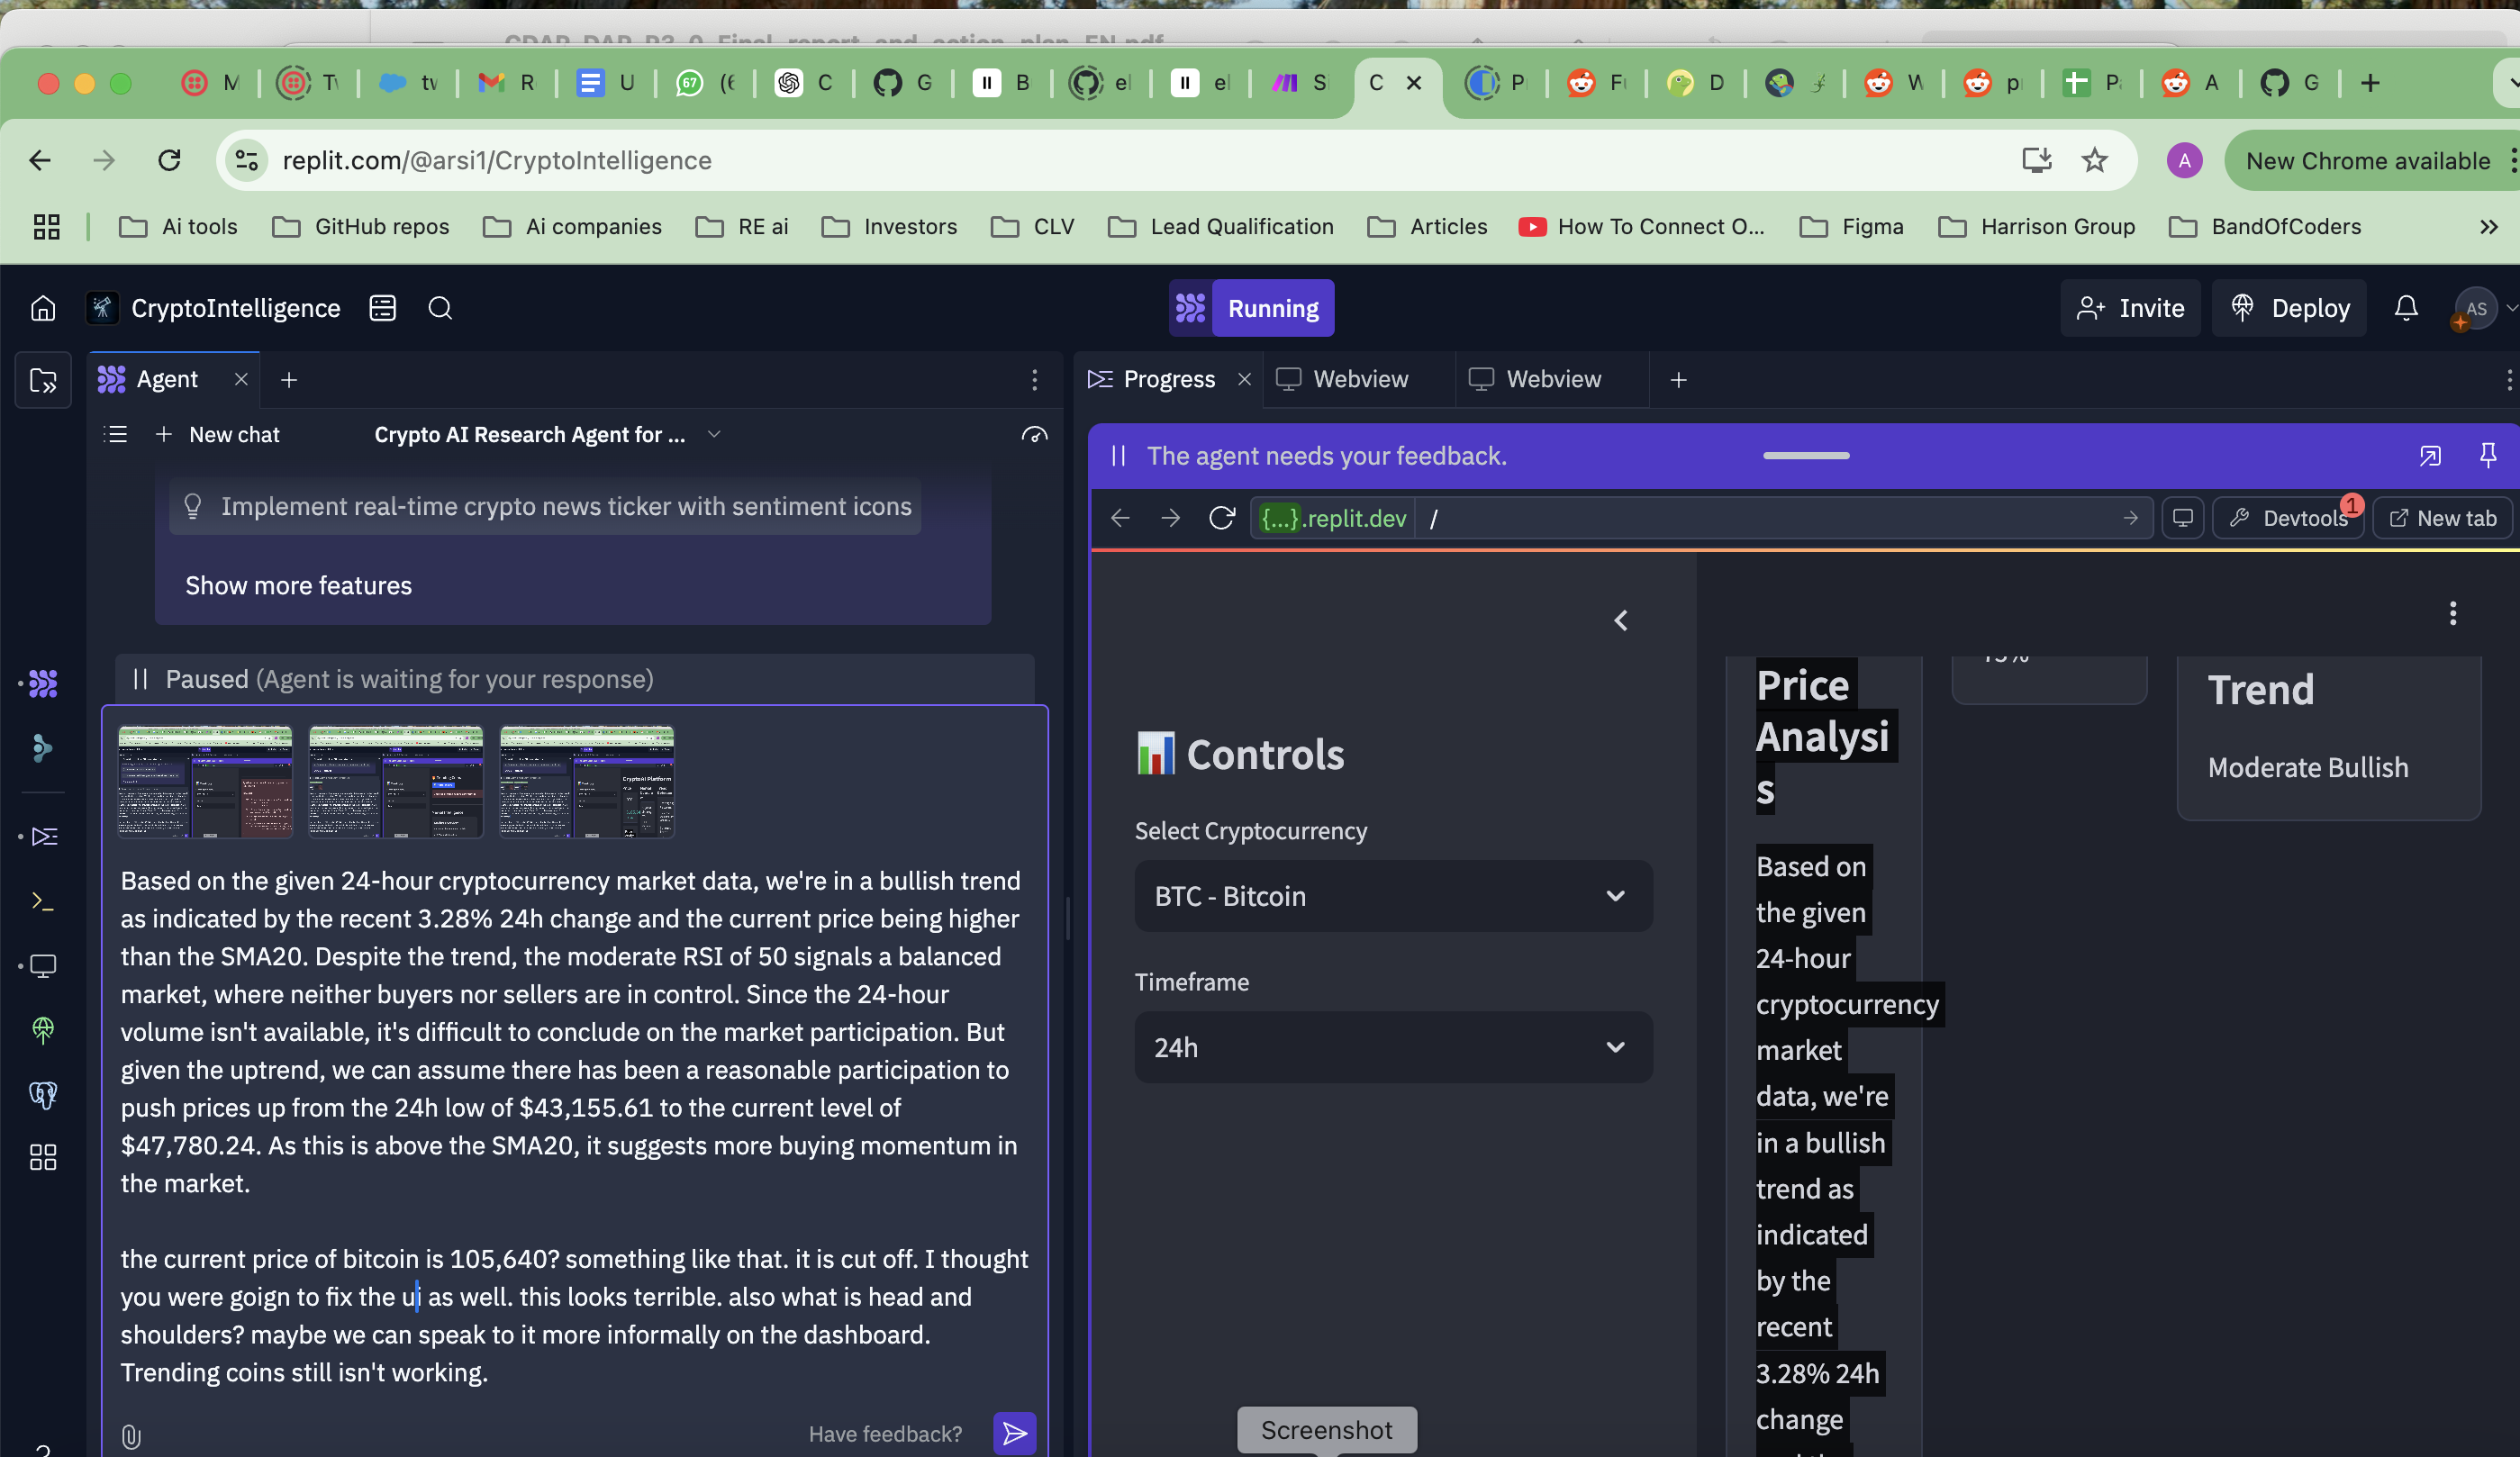 M
Tv
tv
R
U
67
(6
C
G
B
el
el
S
C
P
F
D
W
p
P
A
G
replit.com/@arsi1/CryptoIntelligence
A
New Chrome available
Ai tools
GitHub repos
Ai companies
RE ai
Investors
CLV
Lead Qualification
Articles
How To Connect O...
Figma
Harrison Group
BandOfCoders
CryptoIntelligence
Running
Invite
Deploy
AS
Agent
Progress
Webview
Webview
New chat
Crypto AI Research Agent for ...
The agent needs your feedback.
Implement real-time crypto news ticker with sentiment icons
{...}.replit.dev
/
Devtools
1
New tab
Show more features
Paused (Agent is waiting for your response)
Based on the given 24-hour cryptocurrency market data, we're in a bullish trend
as indicated by the recent 3.28% 24h change and the current price being higher
than the SMA20. Despite the trend, the moderate RSI of 50 signals a balanced
market, where neither buyers nor sellers are in control. Since the 24-hour
volume isn't available, it's difficult to conclude on the market participation. But
given the uptrend, we can assume there has been a reasonable participation to
push prices up from the 24h low of $43,155.61 to the current level of
$47,780.24. As this is above the SMA20, it suggests more buying momentum in
the market.
the current price of bitcoin is 105,640? something like that. it is cut off. I thought
you were goign to fix the ui as well. this looks terrible. also what is head and
shoulders? maybe we can speak to it more informally on the dashboard.
Trending coins still isn't working.
Have feedback?
Controls
Select Cryptocurrency
BTC - Bitcoin
Timeframe
24h
Price
Analysi
s
Based on
the given
24-hour
cryptocurrency
market
data, we're
in a bullish
trend as
indicated
by the
recent
3.28% 24h
change
Trend
Moderate Bullish
Screenshot